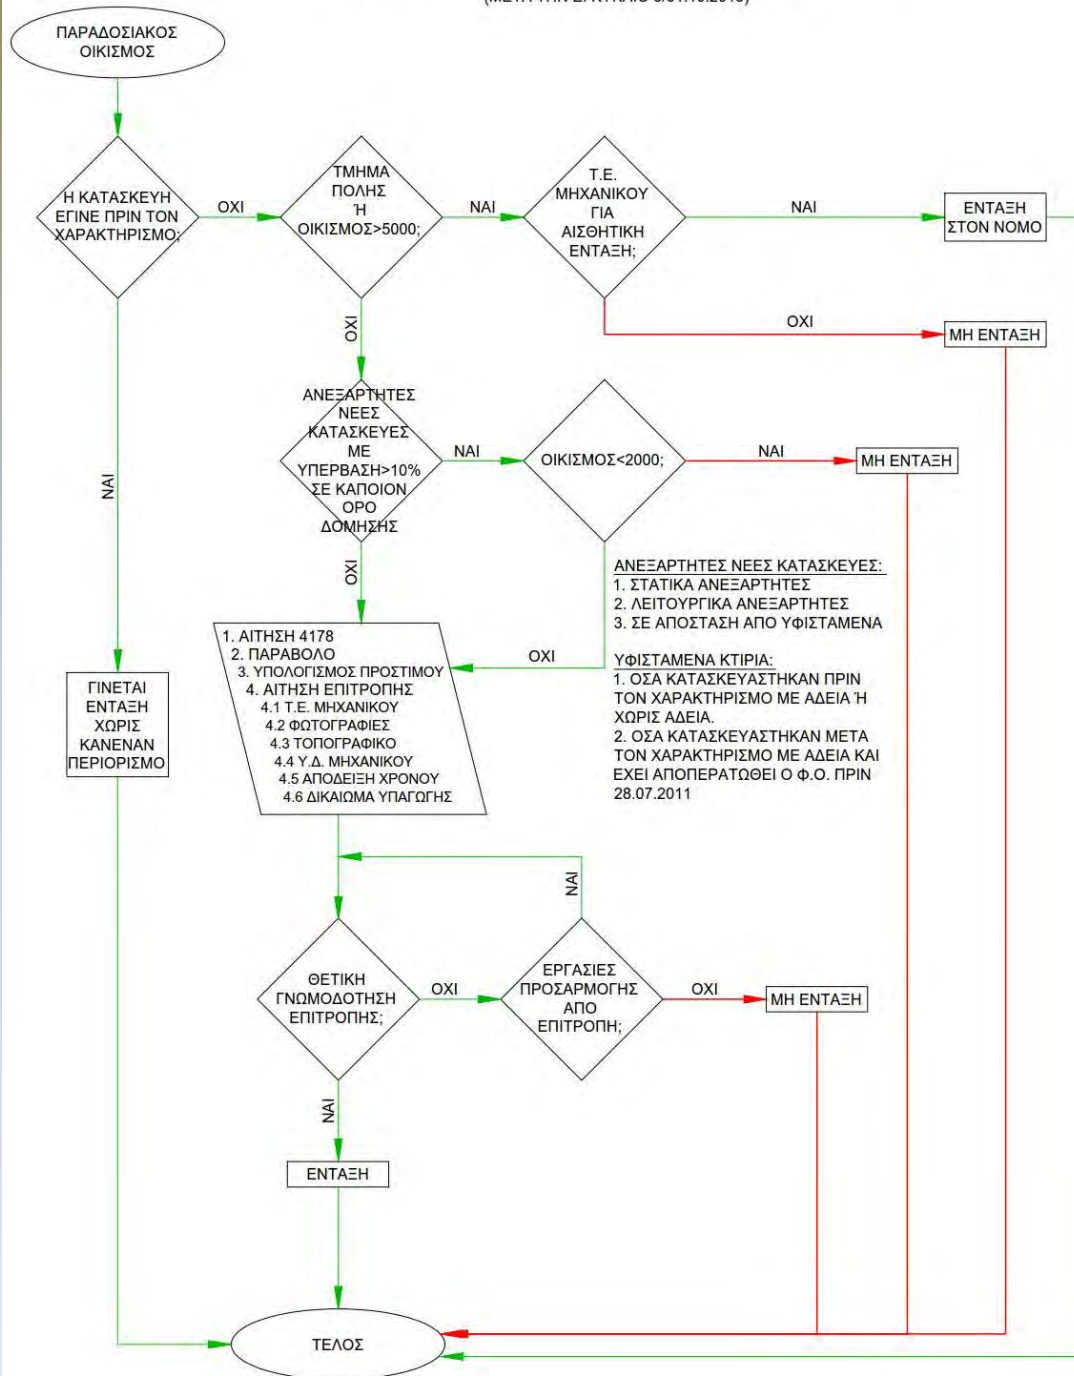 ΠΑΡΑΔΟΣΙΑΚΟΣ
ΟΙΚΙΣΜΟΣ
Η ΚΑΤΑΣΚΕΥΗ
ΕΓΙΝΕ ΠΡΙΝ ΤΟΝ
ΧΑΡΑΚΤΗΡΙΣΜΟ;
ΟΧΙ
ΤΜΗΜΑ
ΠΟΛΗΣ
Ή
ΟΙΚΙΣΜΟΣ>5000;
ΝΑΙ
Τ.Ε.
ΜΗΧΑΝΙΚΟΥ
ΓΙΑ
ΑΙΣΘΗΤΙΚΗ
ΕΝΤΑΞΗ;
ΝΑΙ
ΕΝΤΑΞΗ
ΣΤΟΝ ΝΟΜΟ
ΟΧΙ
ΜΗ ΕΝΤΑΞΗ
ΟΧΙ
ΑΝΕΞΑΡΤΗΤΕΣ
ΝΕΕΣ
ΚΑΤΑΣΚΕΥΕΣ
ΜΕ
ΥΠΕΡΒΑΣΗ>10%
ΣΕ ΚΑΠΟΙΟΝ
ΟΡΟ
ΔΟΜΗΣΗΣ
ΝΑΙ
ΟΙΚΙΣΜΟΣ<2000;
ΝΑΙ
ΜΗ ΕΝΤΑΞΗ
ΝΑΙ
ΟΧΙ
ΑΝΕΞΑΡΤΗΤΕΣ ΝΕΕΣ ΚΑΤΑΣΚΕΥΕΣ:
1. ΣΤΑΤΙΚΑ ΑΝΕΞΑΡΤΗΤΕΣ
2. ΛΕΙΤΟΥΡΓΙΚΑ ΑΝΕΞΑΡΤΗΤΕΣ
3. ΣΕ ΑΠΟΣΤΑΣΗ ΑΠΟ ΥΦΙΣΤΑΜΕΝΑ
ΥΦΙΣΤΑΜΕΝΑ ΚΤΙΡΙΑ:
1. ΟΣΑ ΚΑΤΑΣΚΕΥΑΣΤΗΚΑΝ ΠΡΙΝ
ΤΟΝ ΧΑΡΑΚΤΗΡΙΣΜΟ ΜΕ ΑΔΕΙΑ Ή
ΧΩΡΙΣ ΑΔΕΙΑ.
2. ΟΣΑ ΚΑΤΑΣΚΕΥΑΣΤΗΚΑΝ ΜΕΤΑ
ΤΟΝ ΧΑΡΑΚΤΗΡΙΣΜΟ ΜΕ ΑΔΕΙΑ ΚΑΙ
ΕΧΕΙ ΑΠΟΠΕΡΑΤΩΘΕΙ Ο Φ.Ο. ΠΡΙΝ
28.07.2011
ΟΧΙ
1. ΑΙΤΗΣΗ 4178
2. ΠΑΡΑΒΟΛΟ
3. ΥΠΟΛΟΓΙΣΜΟΣ ΠΡΟΣΤΙΜΟΥ
4. ΑΙΤΗΣΗ ΕΠΙΤΡΟΠΗΣ
4.1 Τ.Ε. ΜΗΧΑΝΙΚΟΥ
4.2 ΦΩΤΟΓΡΑΦΙΕΣ
4.3 ΤΟΠΟΓΡΑΦΙΚΟ
4.4 Υ.Δ. ΜΗΧΑΝΙΚΟΥ
4.5 ΑΠΟΔΕΙΞΗ ΧΡΟΝΟΥ
4.6 ΔΙΚΑΙΩΜΑ ΥΠΑΓΩΓΗΣ
ΓΙΝΕΤΑΙ
ΕΝΤΑΞΗ
ΧΩΡΙΣ
ΚΑΝΕΝΑΝ
ΠΕΡΙΟΡΙΣΜΟ
ΝΑΙ
ΘΕΤΙΚΗ
ΓΝΩΜΟΔΟΤΗΣΗ
ΕΠΙΤΡΟΠΗΣ;
ΟΧΙ
ΕΡΓΑΣΙΕΣ
ΠΡΟΣΑΡΜΟΓΗΣ
ΑΠΟ
ΕΠΙΤΡΟΠΗ;
ΟΧΙ
ΜΗ ΕΝΤΑΞΗ
ΝΑΙ
ΕΝΤΑΞΗ
ΤΕΛΟΣ